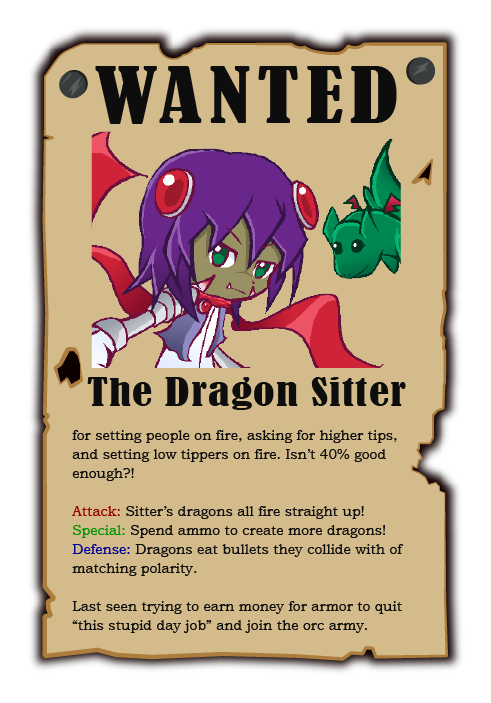 WANTED
The Dragon Sitter
for setting people on fire, asking for higher tips,
and setting low tippers on fire. Isn't 40% good
enough?!
Attack: Sitter's dragons all fire straight up!
Special: Spend ammo to create more dragons!
Defense: Dragons eat bullets they collide with of
matching polarity.
Last seen trying to earn money for armor to quit
“this stupid day job” and join the orc army.